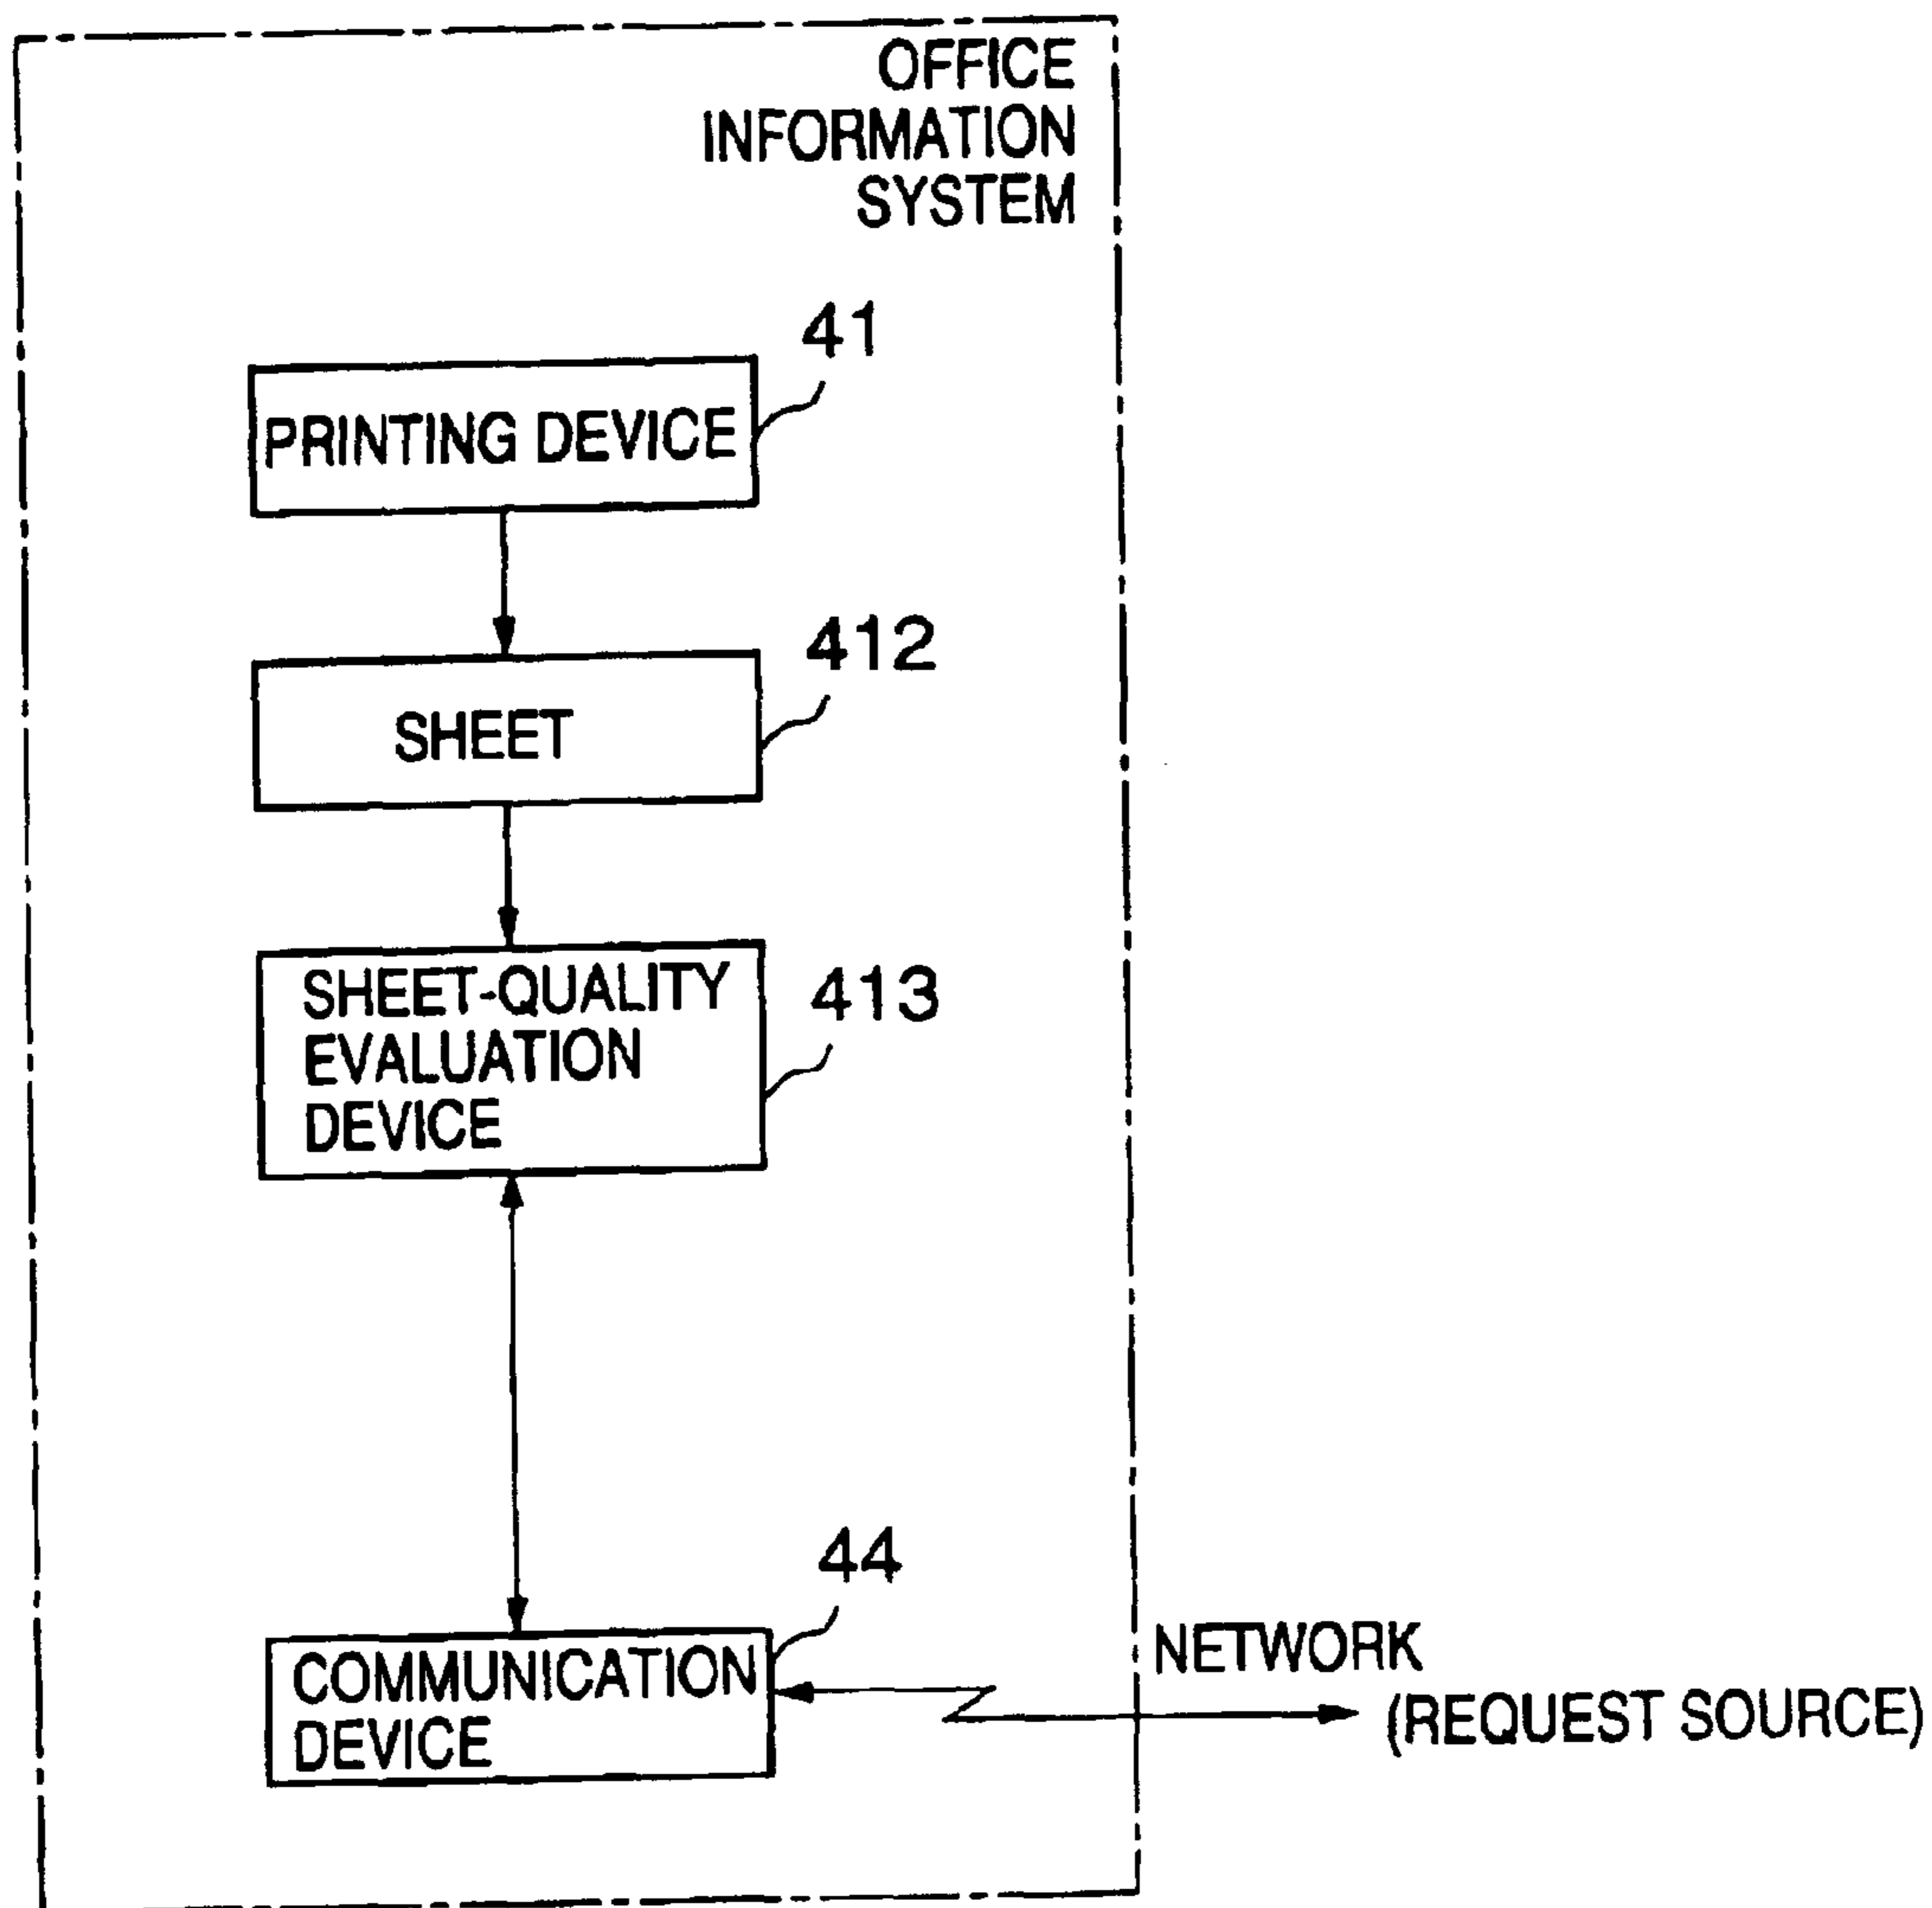 OFFICE
INFORMATION
SYSTEM
41
PRINTING DEVICE
412
SHEET
SHEET-QUALITY
EVALUATION
DEVICE
413
44
COMMUNICATION
DEVICE
NETWORK
(REQUEST SOURCE)